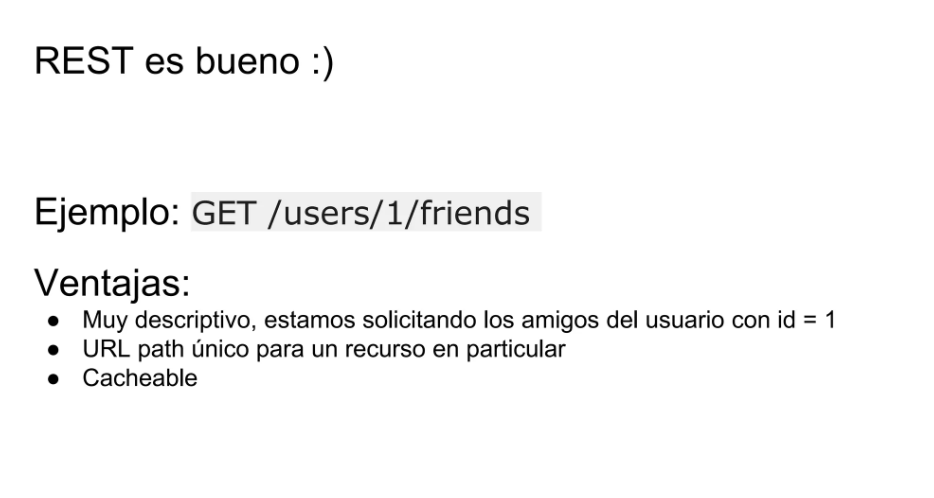 REST es bueno :)
Ejemplo: GET /users/1/friends
Ventajas:
● Muy descriptivo, estamos solicitando los amigos del usuario con id = 1
● URL path único para un recurso en particular
● Cacheable